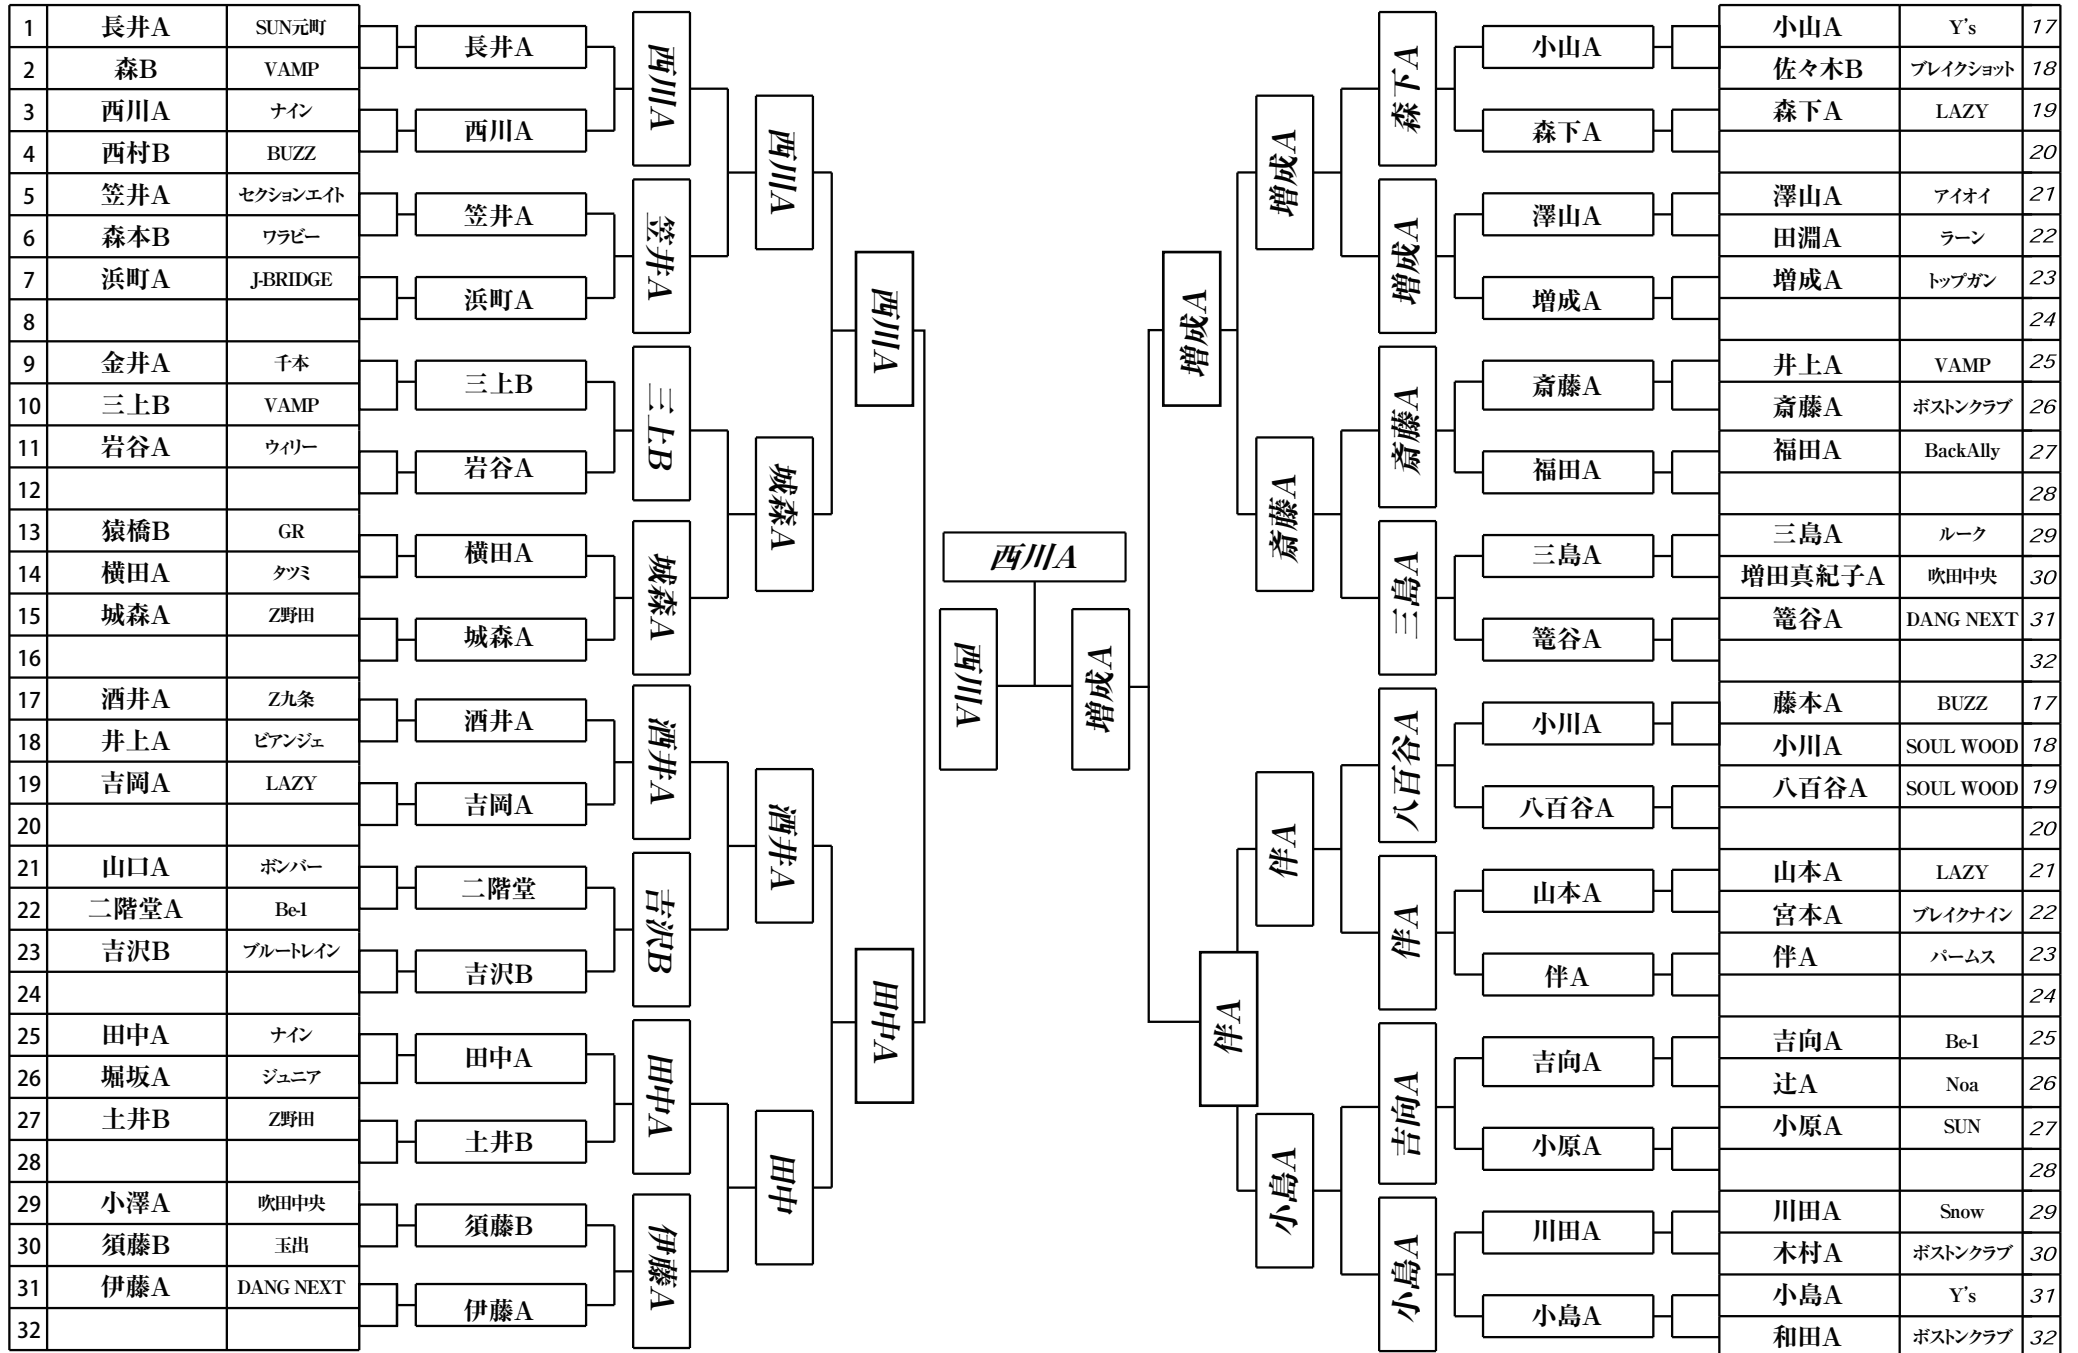 1 長井A SUN元町
2 森B VAMP
3 西川A ナイン
4 西村B BUZZ
5 笠井A セクションエイト
6 森本B ワラビー
7 浜町A J-BRIDGE
8
9 金井A 千本
10 三上B VAMP
11 岩谷A ウィリー
12
13 猿橋B GR
14 横田A タツミ
15 城森A Z野田
16
17 酒井A Z九条
18 井上A ビアンジェ
19 吉岡A LAZY
20
21 山口A ボンバー
22 二階堂A Be-1
23 吉沢B ブルートレイン
24
25 田中A ナイン
26 堀坂A ジュニア
27 土井B Z野田
28
29 小澤A 吹田中央
30 須藤B 玉出
31 伊藤A DANG NEXT
32
長井A
西川A
笠井A
浜町A
三上B
岩谷A
横田A
城森A
酒井A
吉岡A
二階堂
吉沢B
田中A
土井B
須藤B
伊藤A
西川A
笠井A
三上B
城森A
酒井A
吉沢B
田中A
伊藤A
西川A
城森A
酒井A
田中
西川A
田中A
西川A
西川A
増成A
増成A
伴A
増成A
斎藤A
伴A
小島A
森下A
増成A
斎藤A
三島A
八百谷A
伴A
吉向A
小島A
小山A
森下A
澤山A
増成A
斎藤A
福田A
三島A
篭谷A
小川A
八百谷A
山本A
伴A
吉向A
小原A
川田A
小島A
小山A Y's 17
佐々木B ブレイクショット 18
森下A LAZY 19
20
澤山A アイオイ 21
田淵A ラーン 22
増成A トップガン 23
24
井上A VAMP 25
斎藤A ボストンクラブ 26
福田A BackAlly 27
28
三島A ルーク 29
増田真紀子A 吹田中央 30
篭谷A DANG NEXT 31
32
藤本A BUZZ 17
小川A SOUL WOOD 18
八百谷A SOUL WOOD 19
20
山本A LAZY 21
宮本A ブレイクナイン 22
伴A パームス 23
24
吉向A Be-1 25
辻A Noa 26
小原A SUN 27
28
川田A Snow 29
木村A ボストンクラブ 30
小島A Y's 31
和田A ボストンクラブ 32